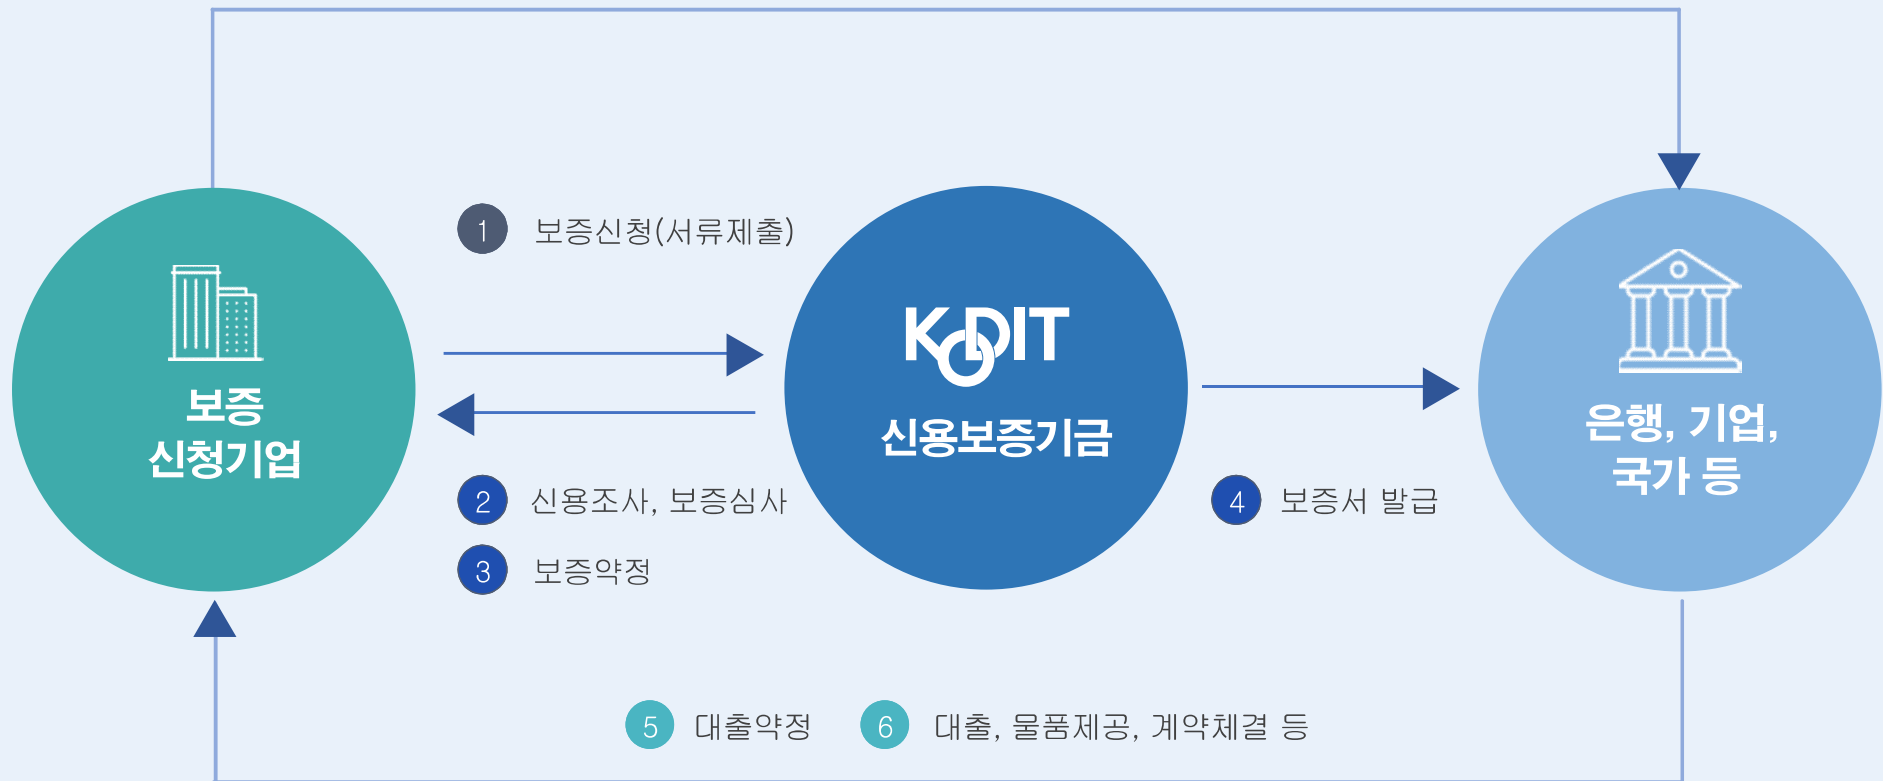 1 보증신청(서류제출)
보증
신청기업
KODIT
신용보증기금
은행, 기업,
국가 등
2 신용조사, 보증심사
3 보증약정
4 보증서 발급
5 대출약정
6 대출, 물품제공, 계약체결 등